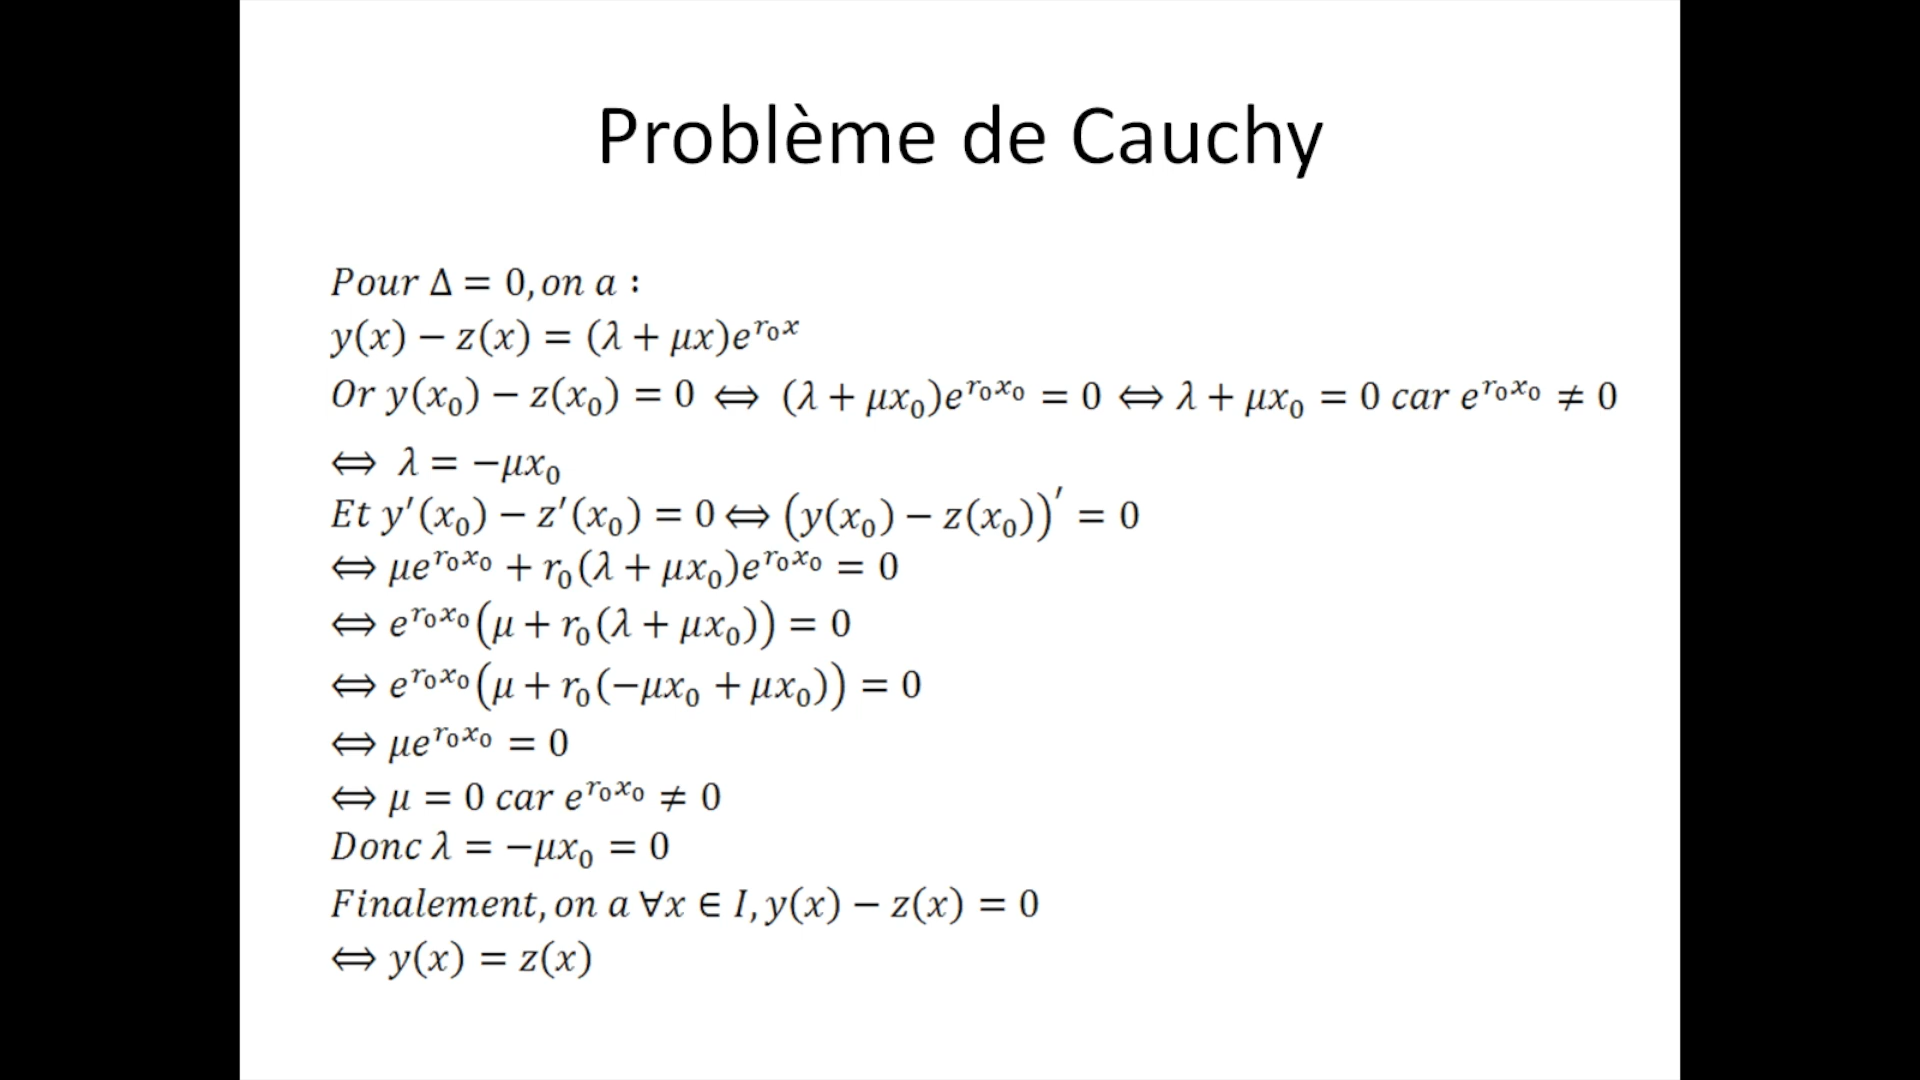 Problème de Cauchy
Pour Δ = 0, on a :
y(x) − z(x) = (λ + μx)e^{r₀x}
Or y(x₀) − z(x₀) = 0 ⟺ (λ + μx₀)e^{r₀x₀} = 0 ⟺ λ + μx₀ = 0 car e^{r₀x₀} ≠ 0
⟺ λ = −μx₀
Et y′(x₀) − z′(x₀) = 0 ⟺ (y(x₀) − z(x₀))′ = 0
⟺ μe^{r₀x₀} + r₀(λ + μx₀)e^{r₀x₀} = 0
⟺ e^{r₀x₀}(μ + r₀(λ + μx₀)) = 0
⟺ e^{r₀x₀}(μ + r₀(−μx₀ + μx₀)) = 0
⟺ μe^{r₀x₀} = 0
⟺ μ = 0 car e^{r₀x₀} ≠ 0
Donc λ = −μx₀ = 0
Finalement, on a ∀x ∈ I, y(x) − z(x) = 0
⟺ y(x) = z(x)